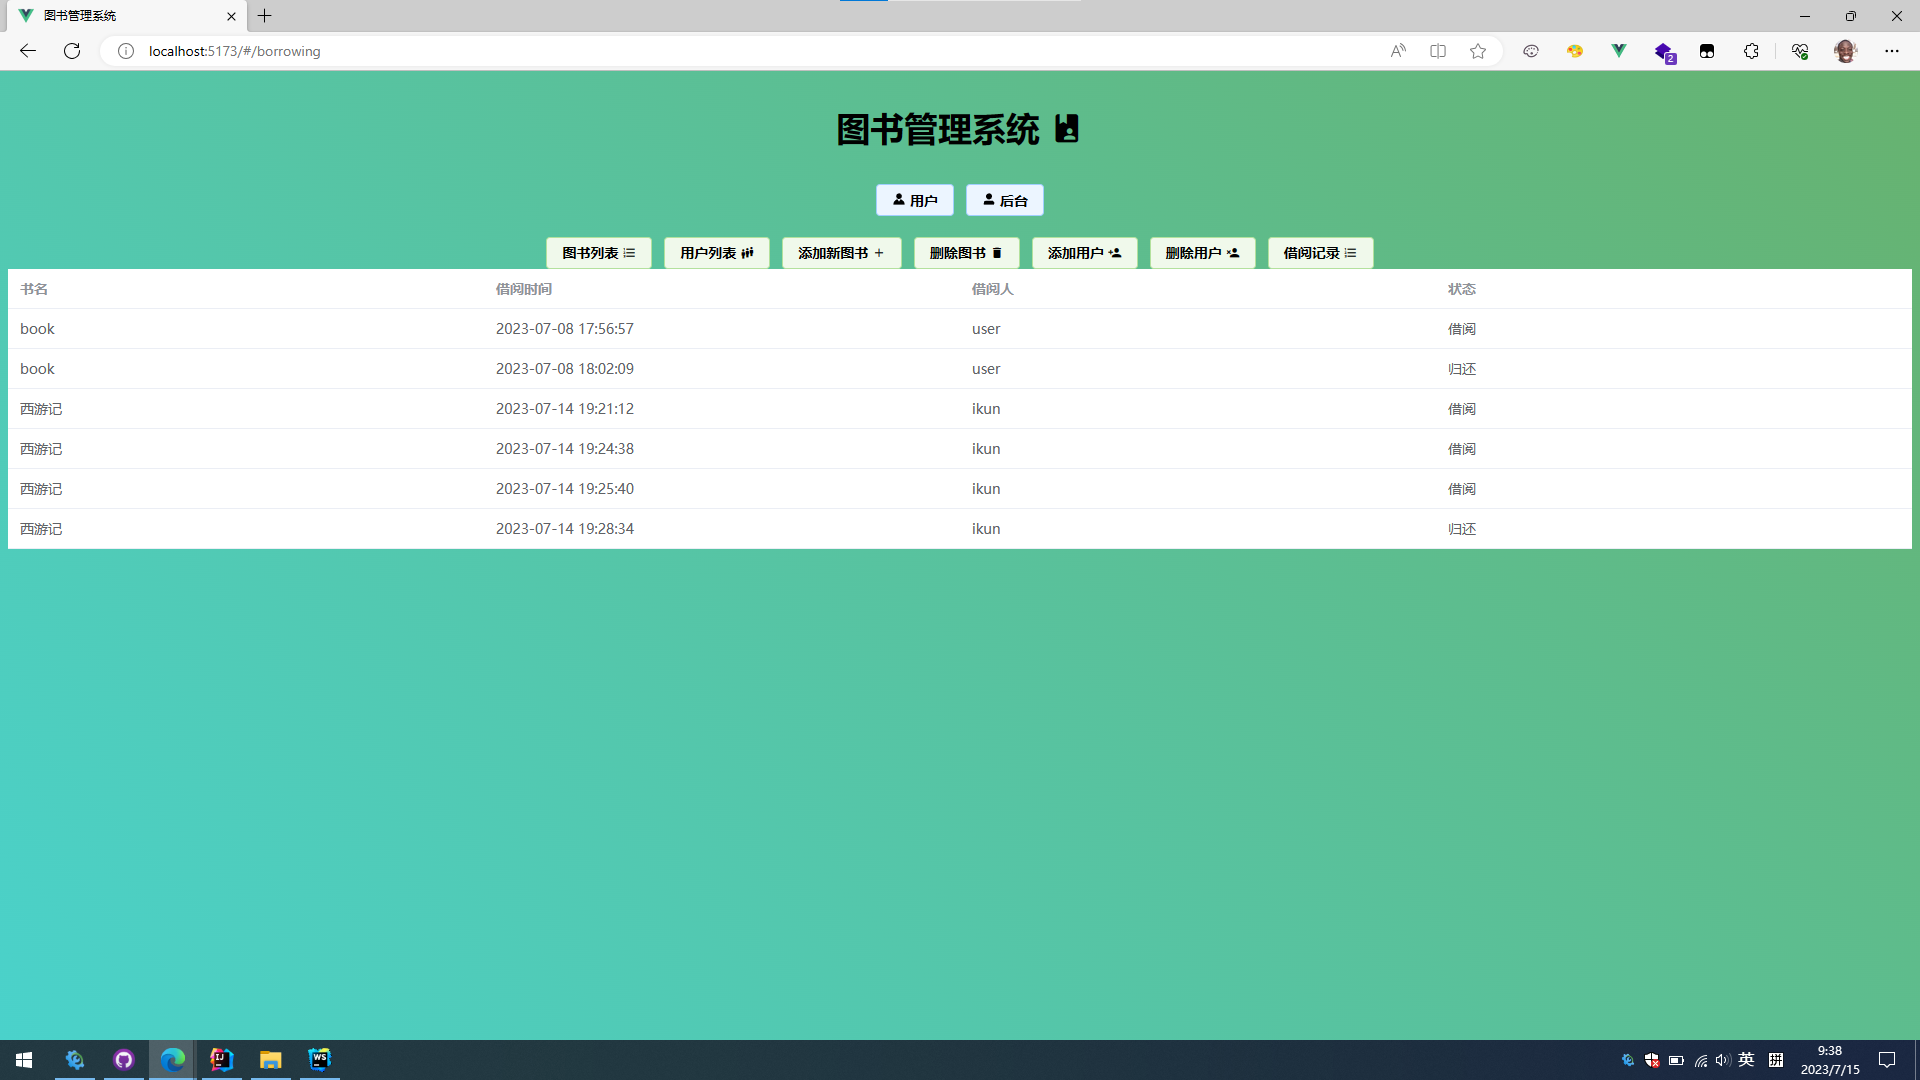 图书管理系统
localhost:5173/#/borrowing
2
图书管理系统
用户 后台
图书列表 用户列表 添加新图书 删除图书 添加用户 删除用户 借阅记录
书名 借阅时间 借阅人 状态
book 2023-07-08 17:56:57 user 借阅
book 2023-07-08 18:02:09 user 归还
西游记 2023-07-14 19:21:12 ikun 借阅
西游记 2023-07-14 19:24:38 ikun 借阅
西游记 2023-07-14 19:25:40 ikun 借阅
西游记 2023-07-14 19:28:34 ikun 归还
IJ WS 英 拼 9:38
2023/7/15